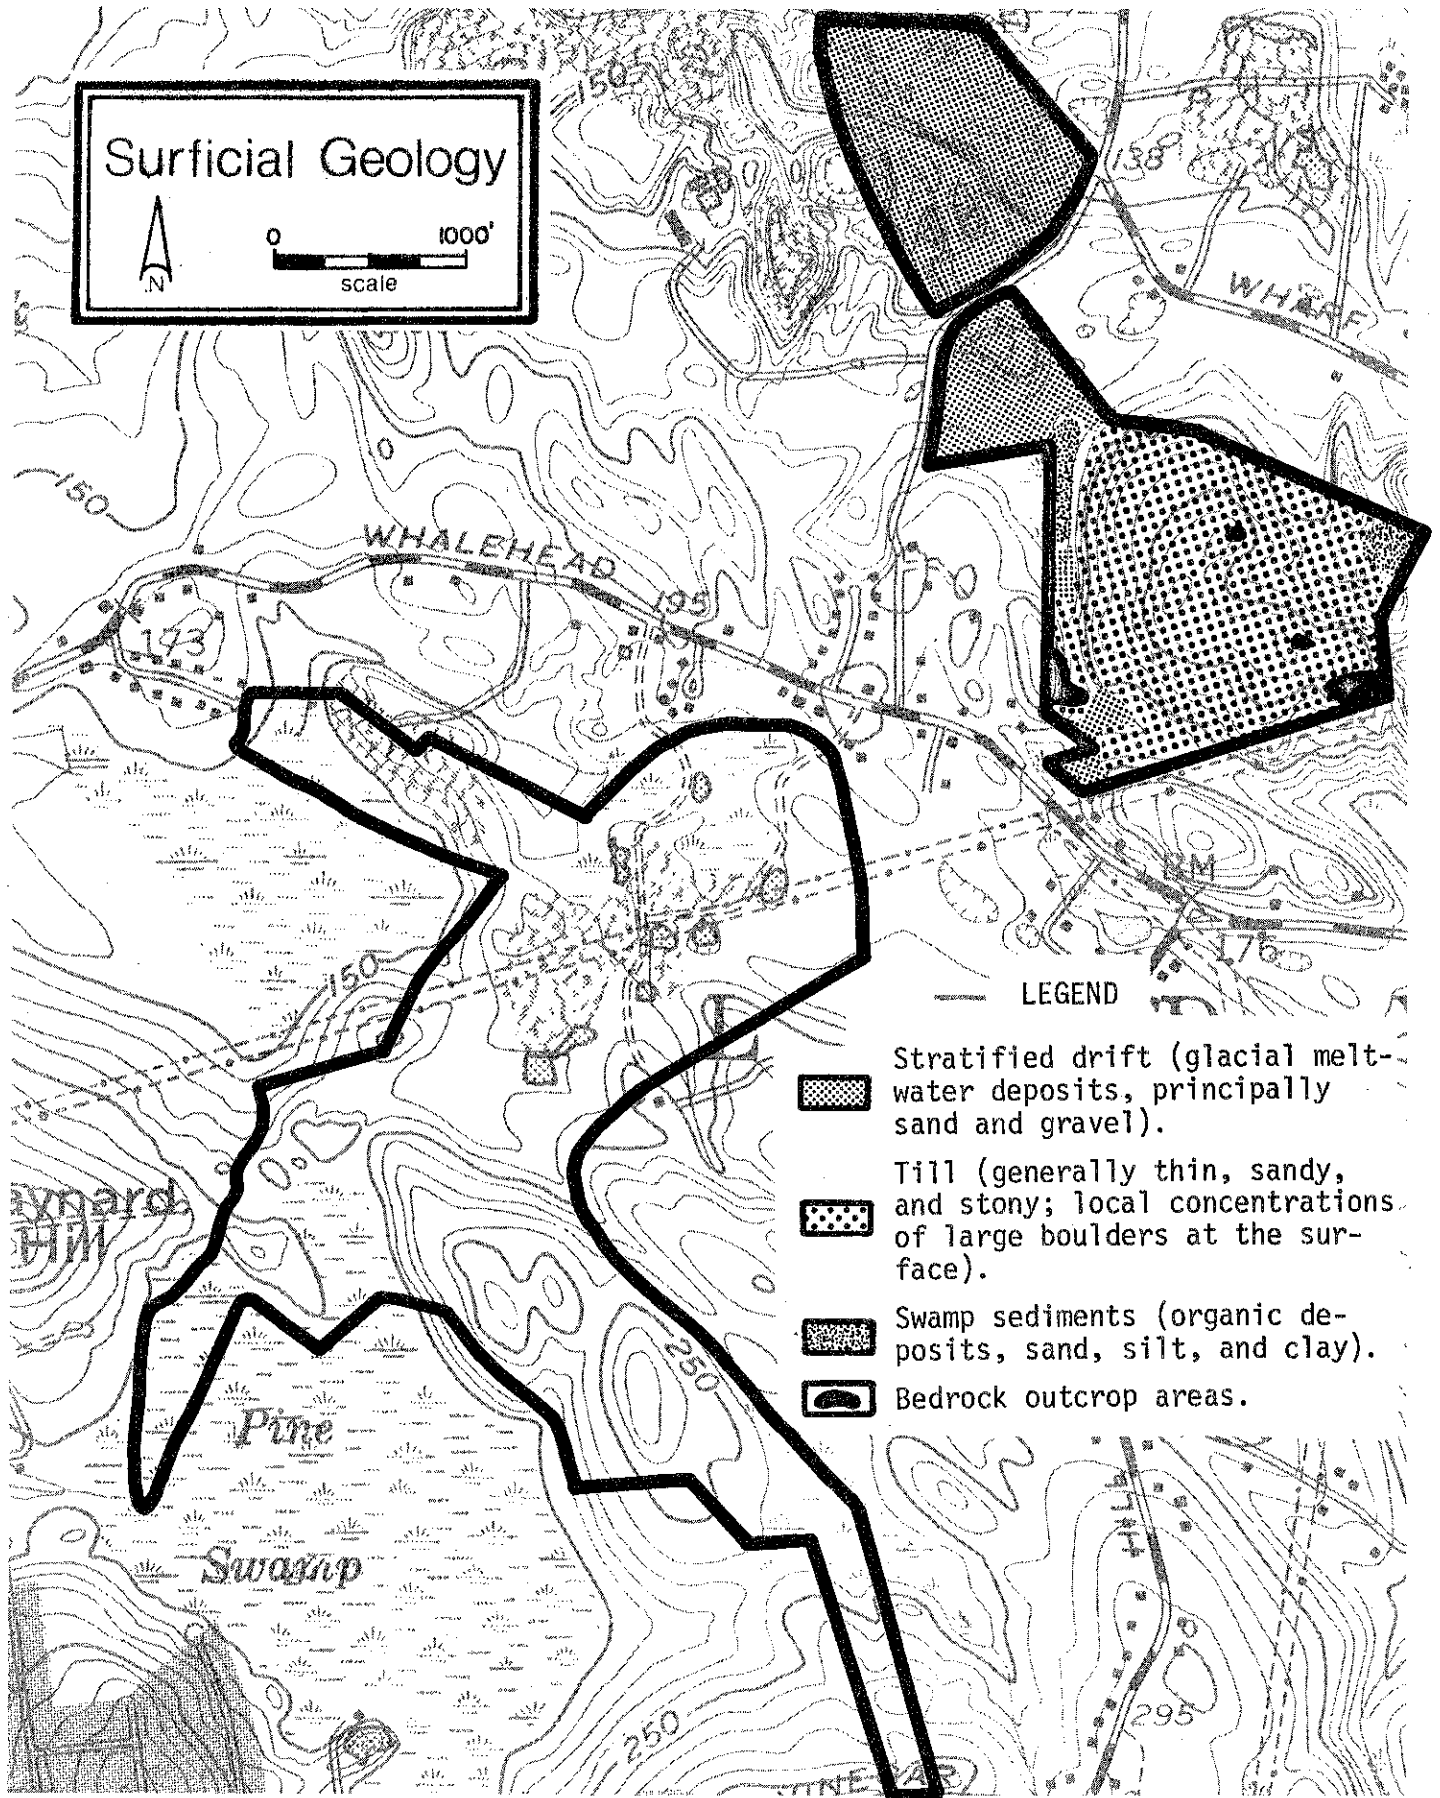 150
Surficial Geology
0 1000'
scale
N
138
WHARF
150
WHALEHEAD
195
173
BM
176
150
LEGEND
Stratified drift (glacial melt-
water deposits, principally
sand and gravel).
Till (generally thin, sandy,
and stony; local concentrations
of large boulders at the sur-
face).
Swamp sediments (organic de-
posits, sand, silt, and clay).
Bedrock outcrop areas.
L
aynard
Hill
250
Pine
Swamp
HILL
295
250